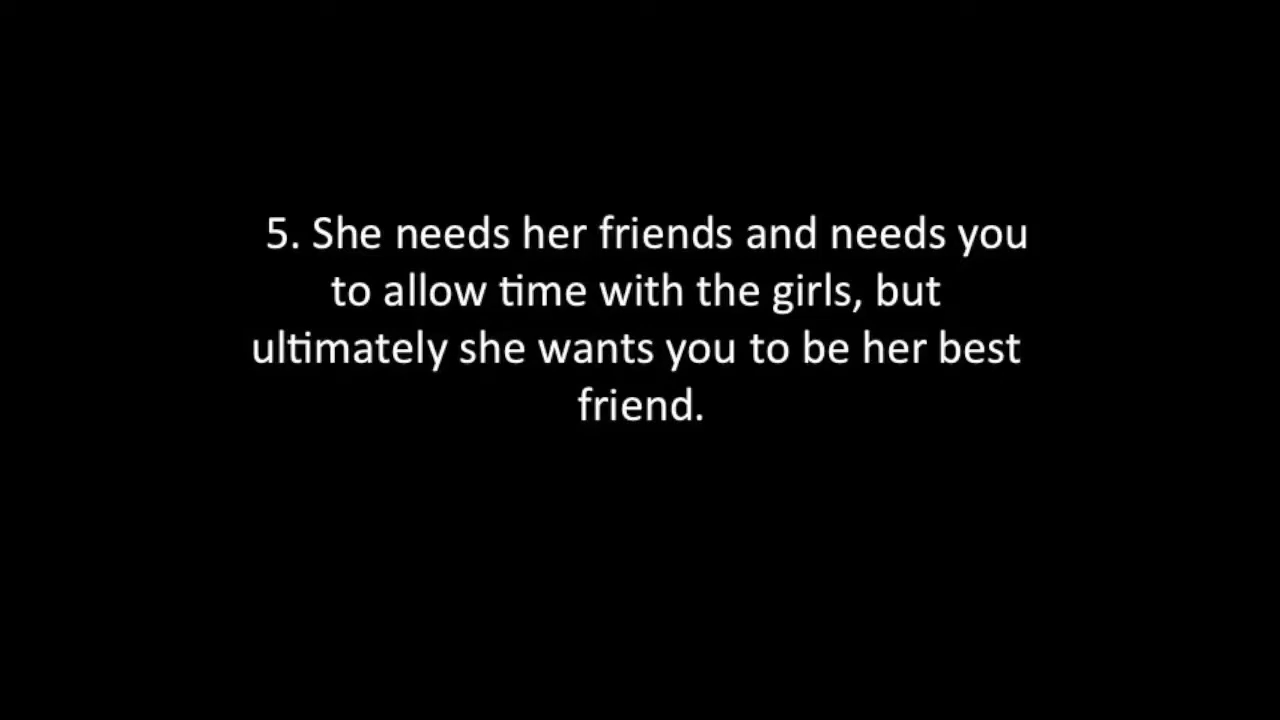 5. She needs her friends and needs you
to allow time with the girls, but
ultimately she wants you to be her best
friend.